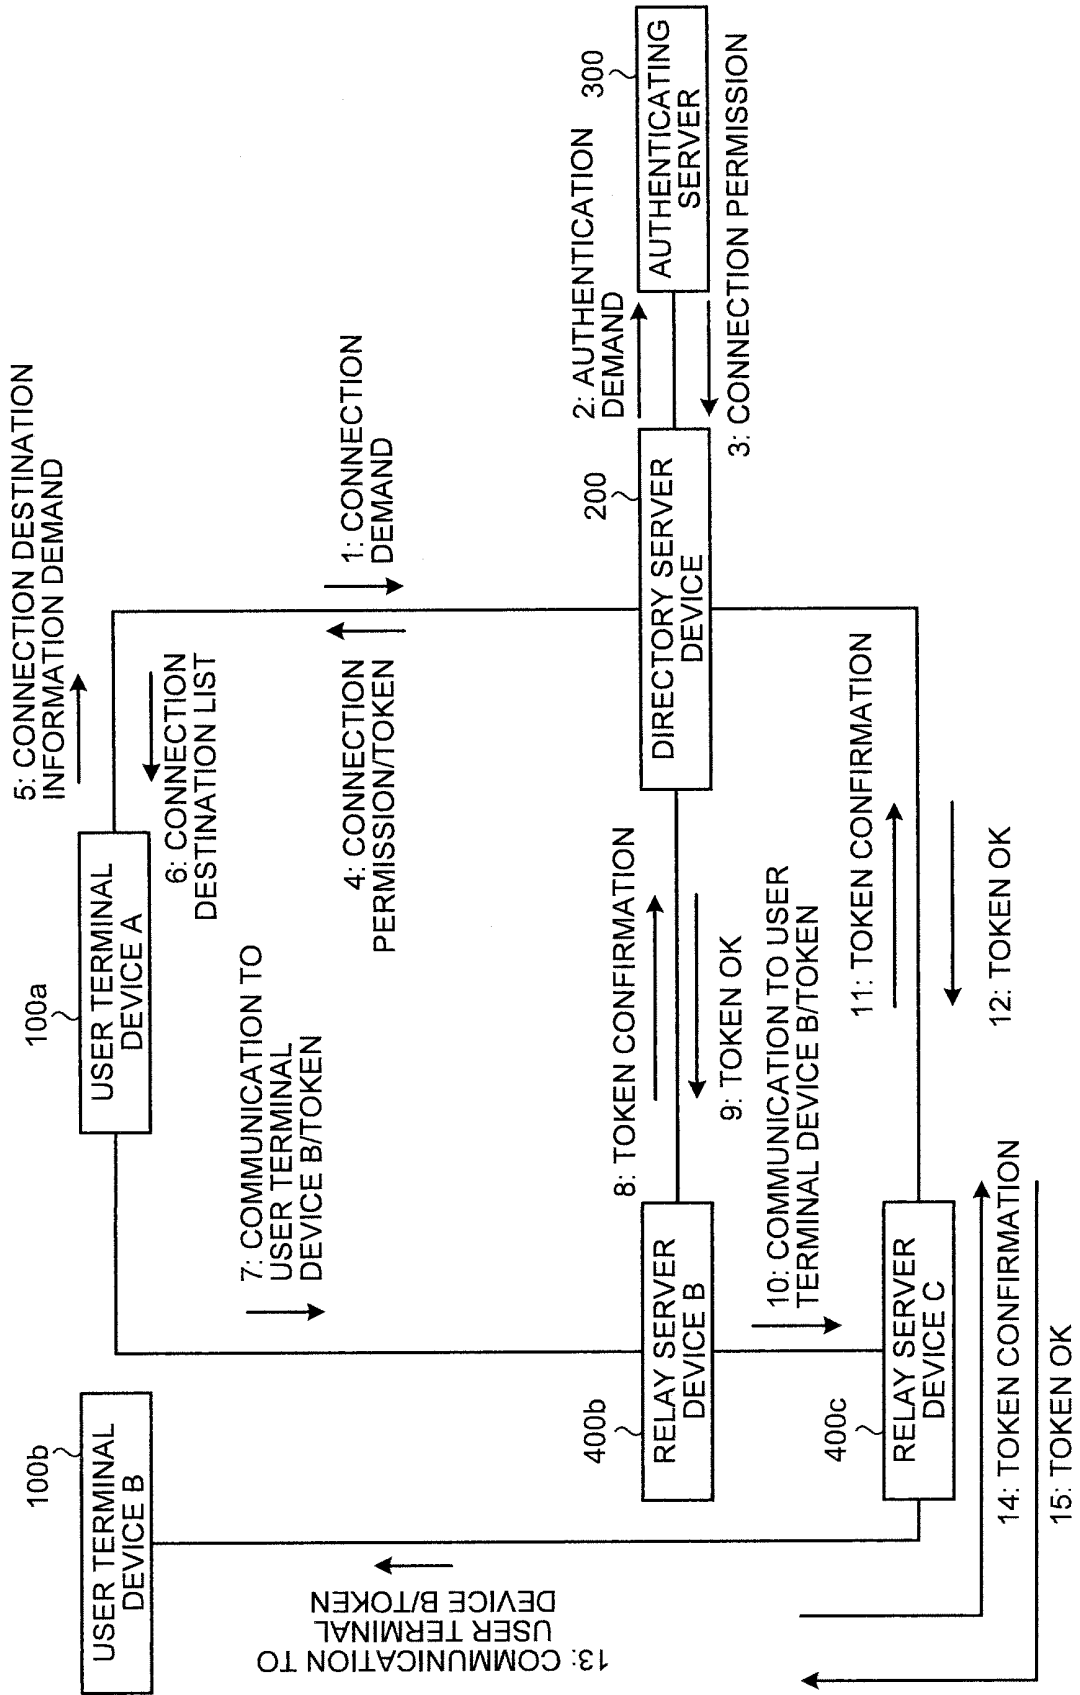 100b
USER TERMINAL
DEVICE B
100a
USER TERMINAL
DEVICE A
5: CONNECTION DESTINATION
INFORMATION DEMAND
6: CONNECTION
DESTINATION LIST
1: CONNECTION
DEMAND
4: CONNECTION
PERMISSION/TOKEN
7: COMMUNICATION TO
USER TERMINAL
DEVICE B/TOKEN
13: COMMUNICATION TO
USER TERMINAL
DEVICE B/TOKEN
400b
RELAY SERVER
DEVICE B
8: TOKEN CONFIRMATION
9: TOKEN OK
200
DIRECTORY SERVER
DEVICE
2: AUTHENTICATION
DEMAND
3: CONNECTION PERMISSION
300
AUTHENTICATING
SERVER
10: COMMUNICATION TO USER
TERMINAL DEVICE B/TOKEN
400c
RELAY SERVER
DEVICE C
11: TOKEN CONFIRMATION
12: TOKEN OK
14: TOKEN CONFIRMATION
15: TOKEN OK